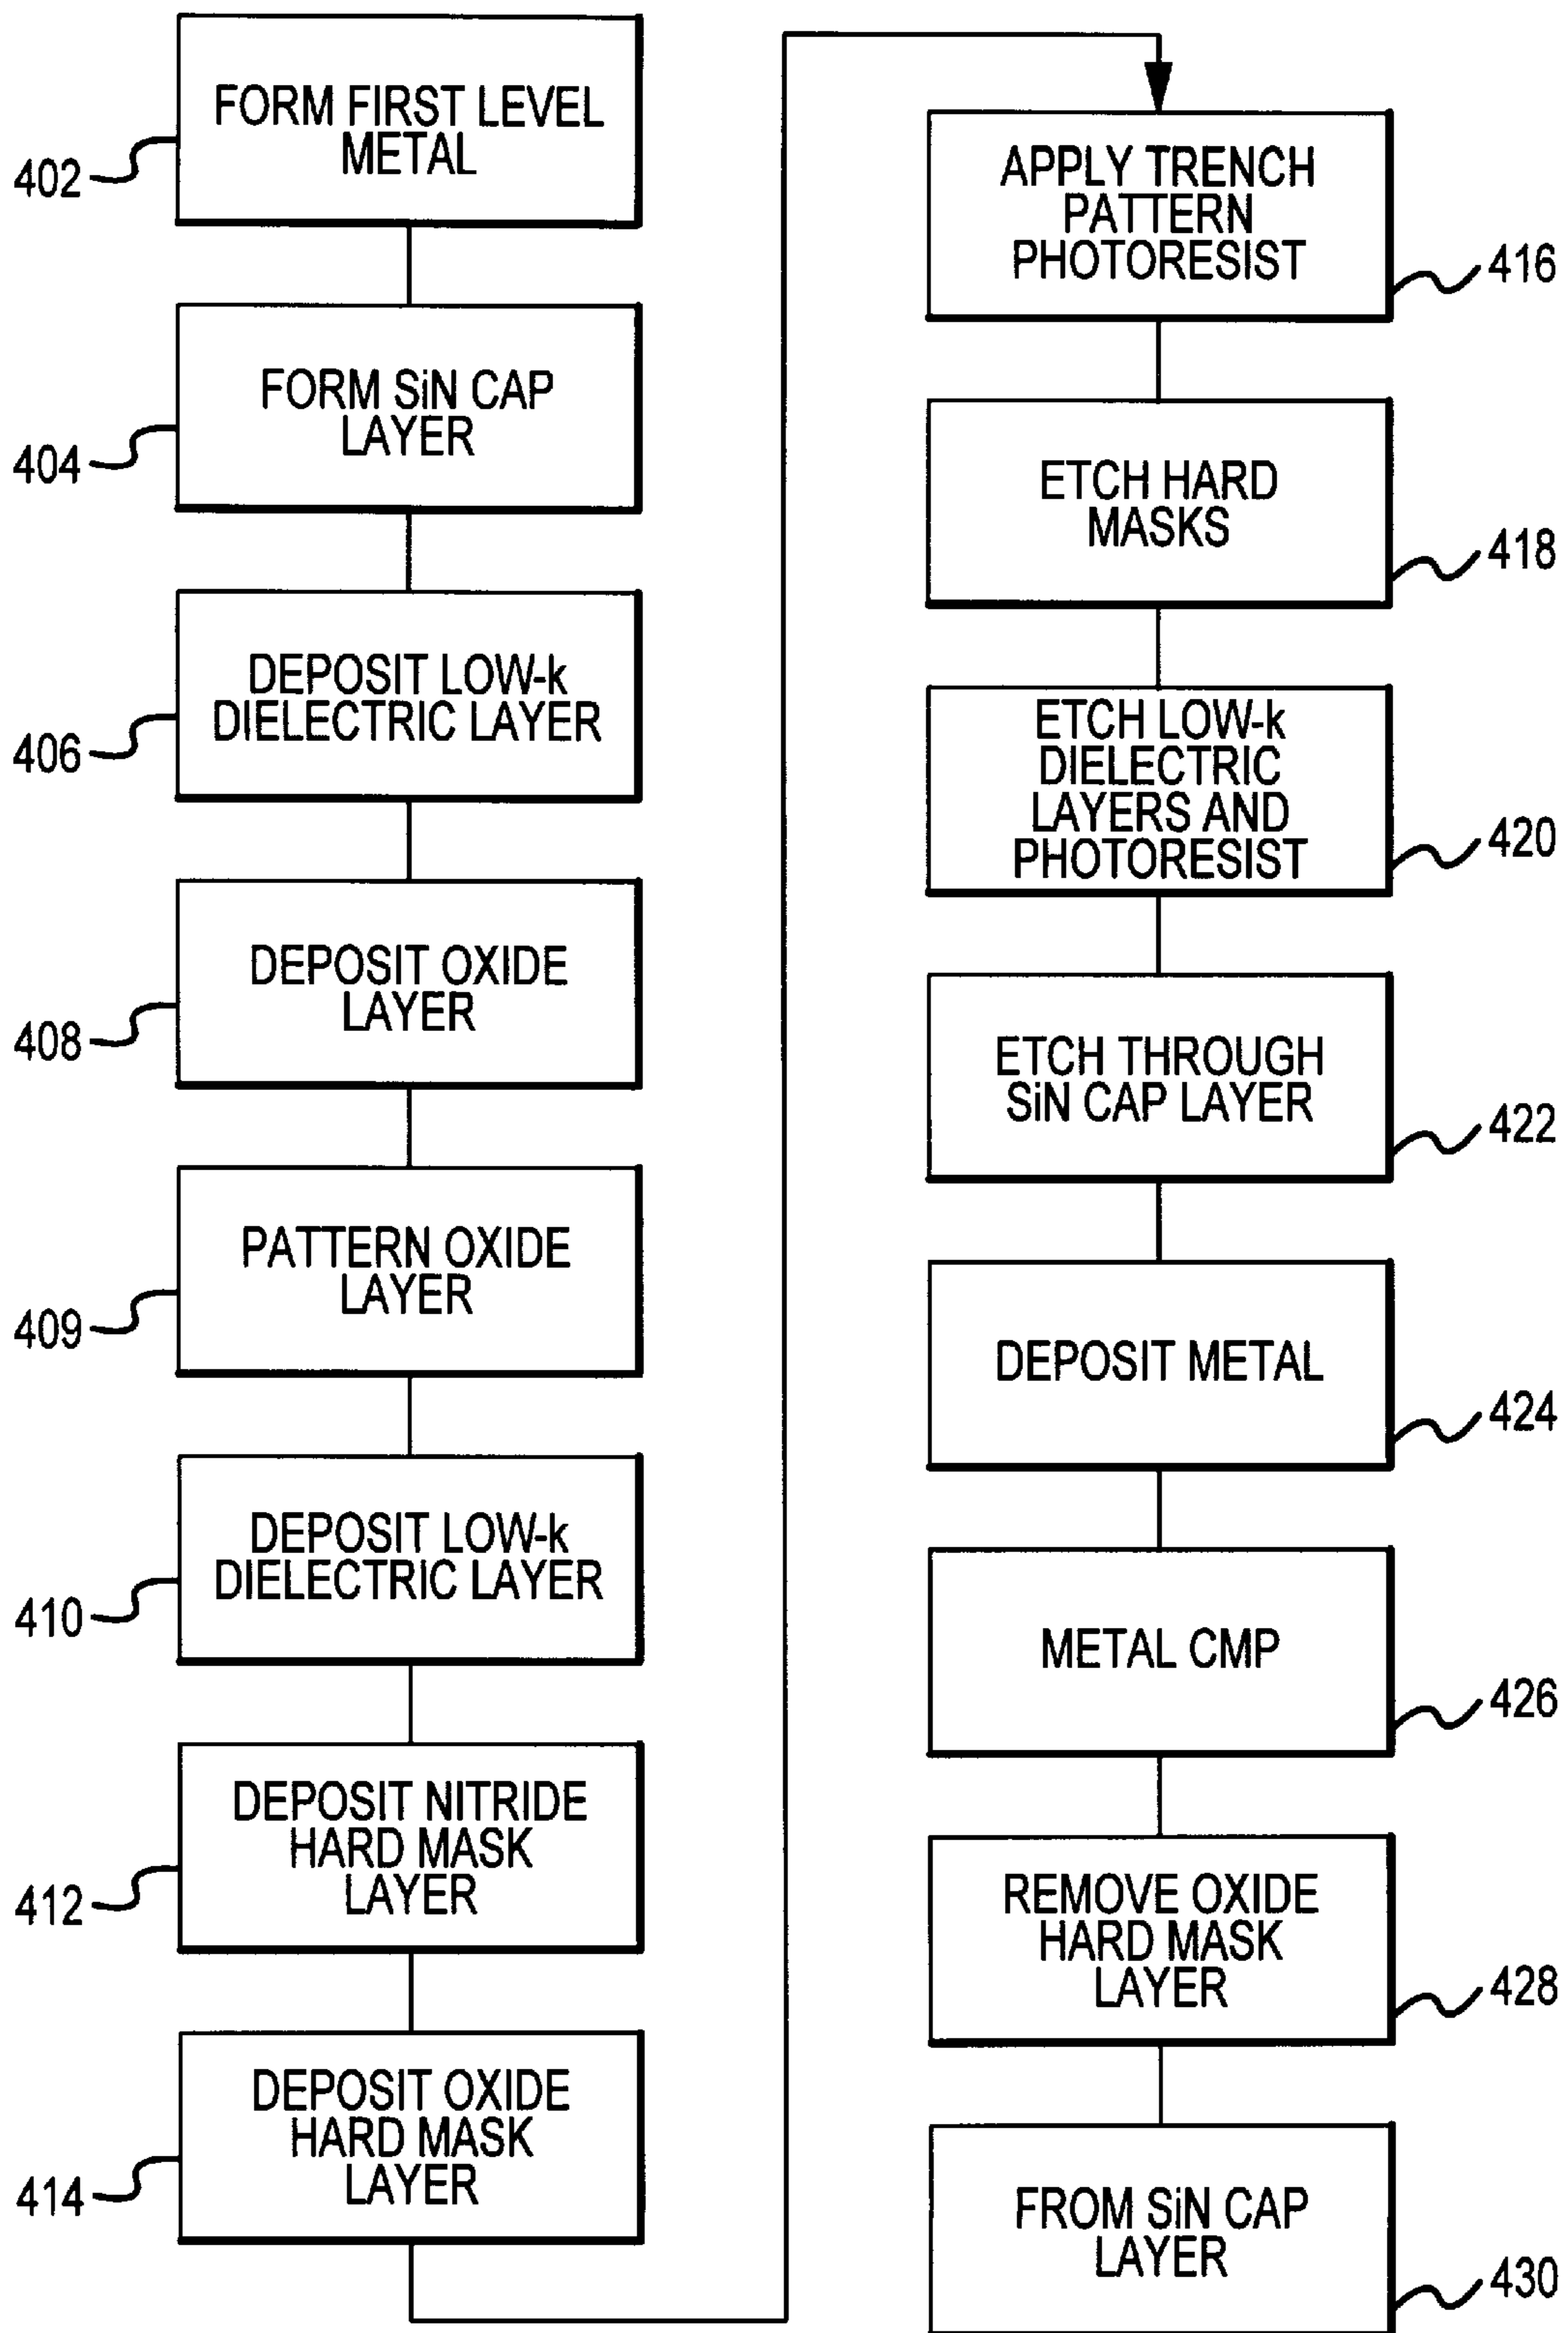 FORM FIRST LEVEL
METAL
402
FORM SiN CAP
LAYER
404
DEPOSIT LOW-k
DIELECTRIC LAYER
406
DEPOSIT OXIDE
LAYER
408
PATTERN OXIDE
LAYER
409
DEPOSIT LOW-k
DIELECTRIC LAYER
410
DEPOSIT NITRIDE
HARD MASK
LAYER
412
DEPOSIT OXIDE
HARD MASK
LAYER
414
APPLY TRENCH
PATTERN
PHOTORESIST
416
ETCH HARD
MASKS
418
ETCH LOW-k
DIELECTRIC
LAYERS AND
PHOTORESIST
420
ETCH THROUGH
SiN CAP LAYER
422
DEPOSIT METAL
424
METAL CMP
426
REMOVE OXIDE
HARD MASK
LAYER
428
FROM SiN CAP
LAYER
430